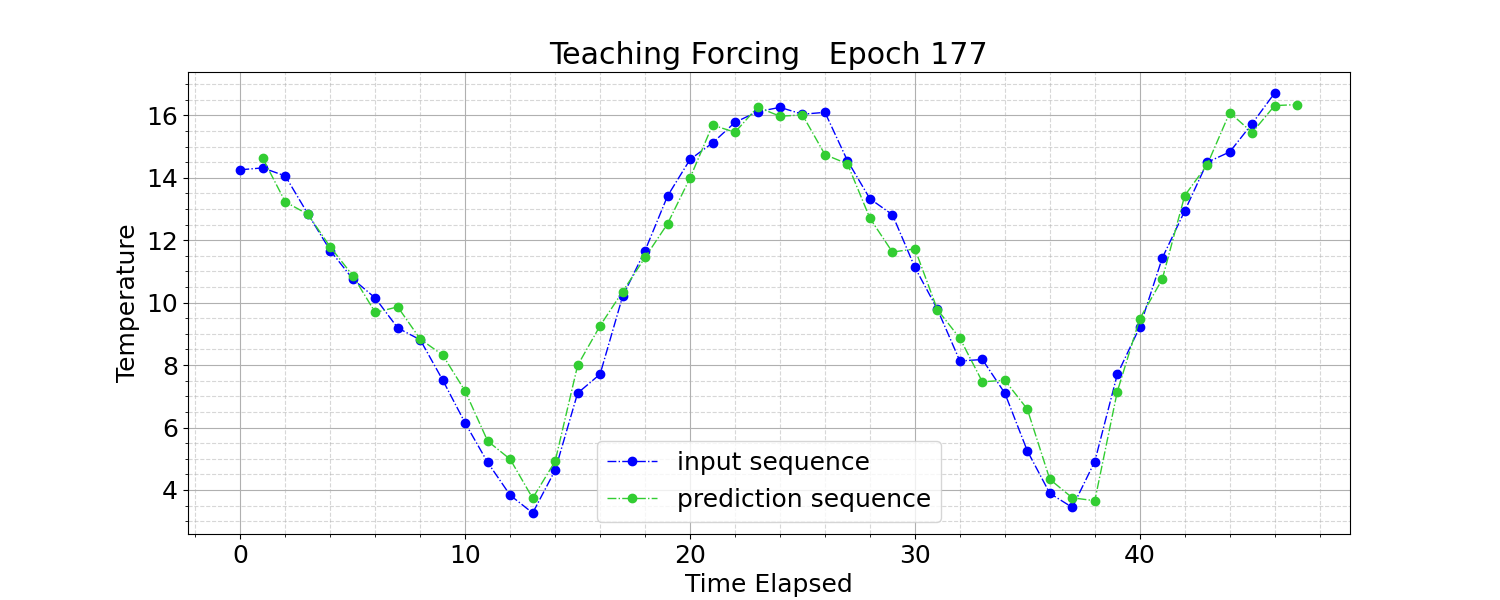 Teaching Forcing   Epoch 177
16
14
12
10
8
6
4
Temperature
input sequence
prediction sequence
0 10 20 30 40
Time Elapsed